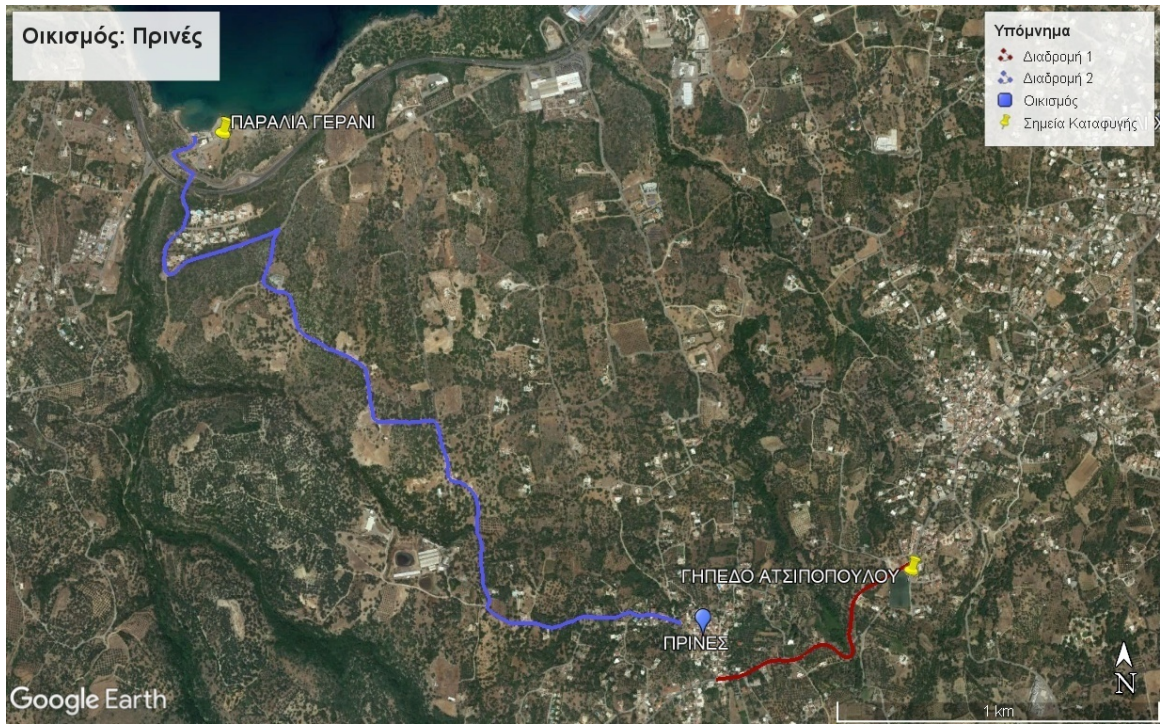 Οικισμός: Πρινές
Υπόμνημα
Διαδρομή 1
Διαδρομή 2
Οικισμός
Σημεία Καταφυγής
ΠΑΡΑΛΙΑ ΓΕΡΑΝΙ
ΓΗΠΕΔΟ ΑΤΣΙΠΟΠΟΥΛΟΥ
ΠΡΙΝΕΣ
Google Earth
N
1 km